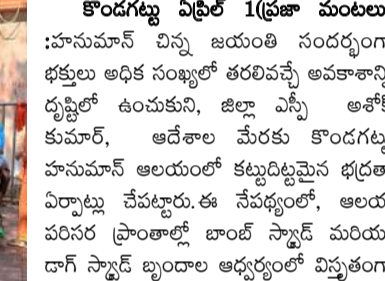 కొండగట్టు ఏప్రిల్ 1(ప్రజా మంటలు
:హనుమాన్ చిన్న జయంతి సందర్భంగా
భక్తులు అధిక సంఖ్యలో తరలివచ్చే అవకాశాన్ని
దృష్టిలో ఉంచుకుని, జిల్లా ఎస్పీ అశోక్
కుమార్, ఆదేశాల మేరకు కొండగట్టు
హనుమాన్ ఆలయంలో కట్టుదిట్టమైన భద్రత
ఏర్పాట్లు చేపట్టారు.ఈ నేపథ్యంలో, ఆలయ
పరిసర ప్రాంతాల్లో బాంబ్ స్క్వాడ్ మరియు
డాగ్ స్క్వాడ్ బృందాల ఆధ్వర్యంలో విస్తృతంగా